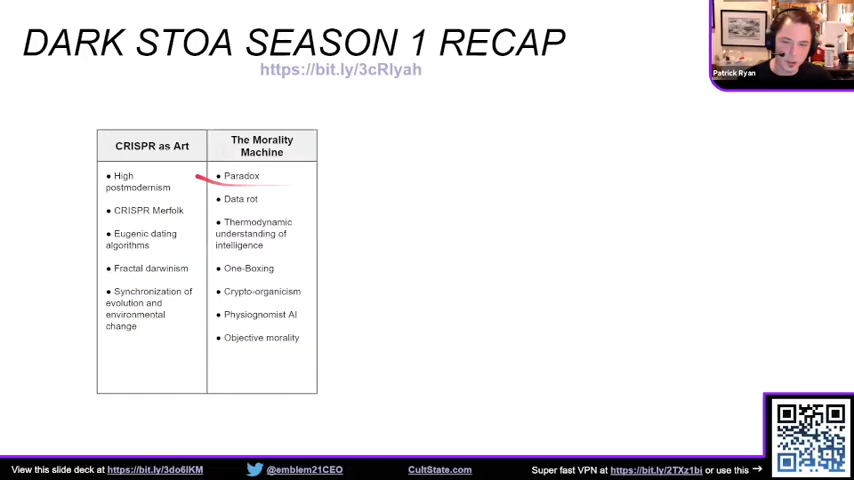 DARK STOA SEASON 1 RECAP
https://bit.ly/3cRlyah
Patrick Ryan
CRISPR as Art
● High
postmodernism
● CRISPR Merfolk
● Eugenic dating
algorithms
● Fractal darwinism
● Synchronization of
evolution and
environmental
change
The Morality
Machine
● Paradox
● Data rot
● Thermodynamic
understanding of
intelligence
● One-Boxing
● Crypto-organicism
● Physiognomist AI
● Objective morality
View this slide deck at https://bit.ly/3do6IKM
@emblem21CEO
CultState.com
Super fast VPN at https://bit.ly/2TXz1bi or use this →